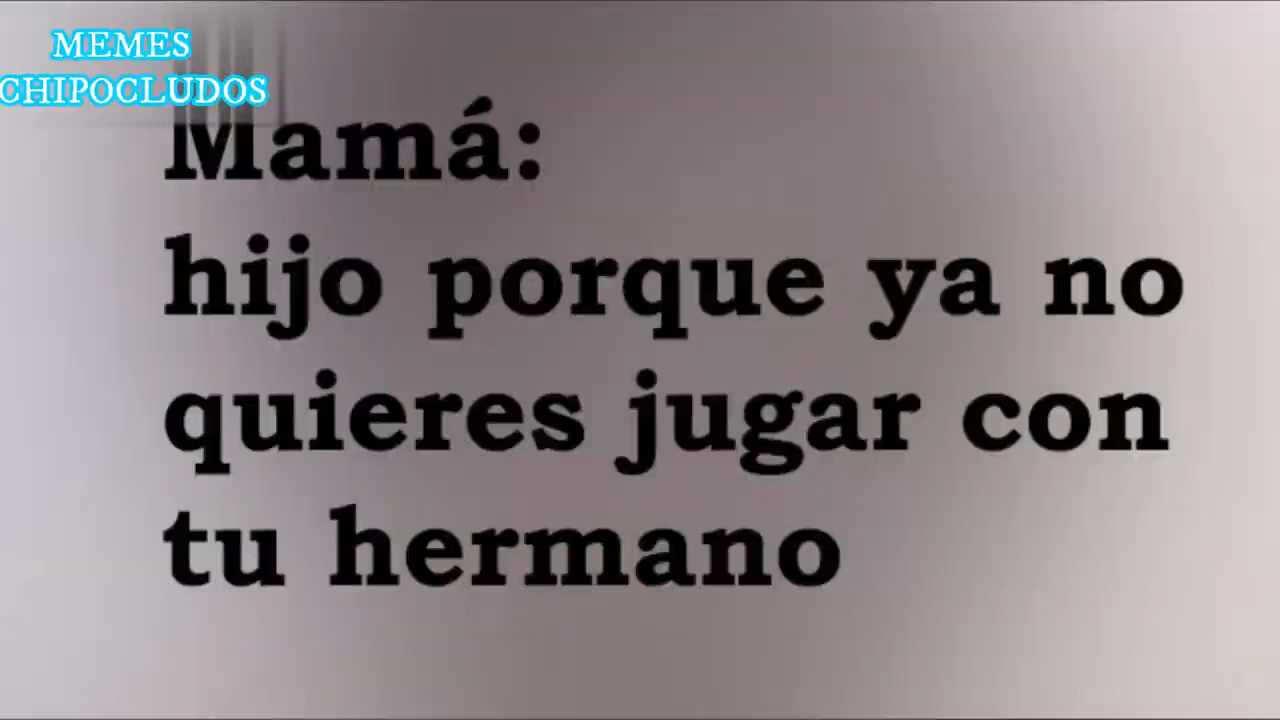 MEMES
CHIPOCLUDOS
Mamá:
hijo porque ya no
quieres jugar con
tu hermano